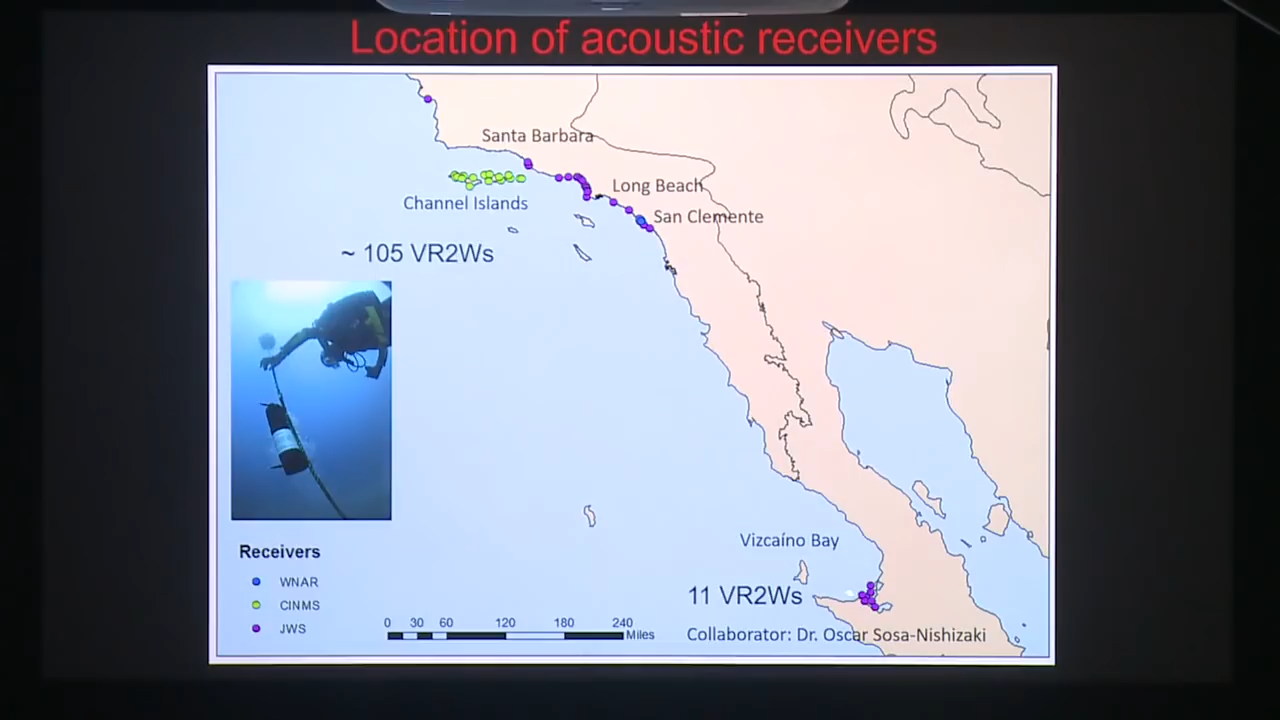 Location of acoustic receivers
Santa Barbara
Long Beach
Channel Islands
San Clemente
~ 105 VR2Ws
Vizcaíno Bay
Receivers
WNAR
11 VR2Ws
CINMS
JWS
0 30 60 120 180 240
Miles
Collaborator: Dr. Oscar Sosa-Nishizaki